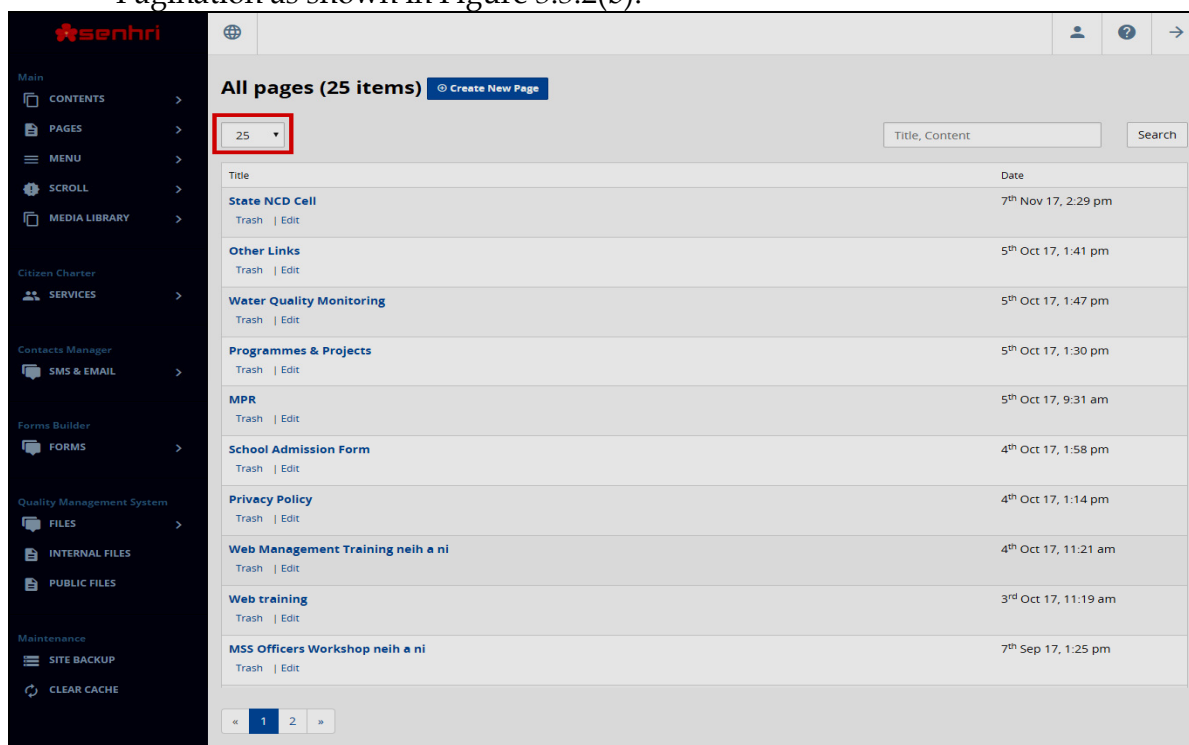 Pagination as shown in Figure 5.5.2(b).
senhri
Main
CONTENTS
PAGES
MENU
SCROLL
MEDIA LIBRARY
Citizen Charter
SERVICES
Contacts Manager
SMS & EMAIL
Forms Builder
FORMS
Quality Management System
FILES
INTERNAL FILES
PUBLIC FILES
Maintenance
SITE BACKUP
CLEAR CACHE
All pages (25 items) Create New Page
25 Title, Content Search
Title Date
State NCD Cell 7th Nov 17, 2:29 pm
Trash | Edit
Other Links 5th Oct 17, 1:41 pm
Trash | Edit
Water Quality Monitoring 5th Oct 17, 1:47 pm
Trash | Edit
Programmes & Projects 5th Oct 17, 1:30 pm
Trash | Edit
MPR 5th Oct 17, 9:31 am
Trash | Edit
School Admission Form 4th Oct 17, 1:58 pm
Trash | Edit
Privacy Policy 4th Oct 17, 1:14 pm
Trash | Edit
Web Management Training neih a ni 4th Oct 17, 11:21 am
Trash | Edit
Web training 3rd Oct 17, 11:19 am
Trash | Edit
MSS Officers Workshop neih a ni 7th Sep 17, 1:25 pm
Trash | Edit
« 1 2 »